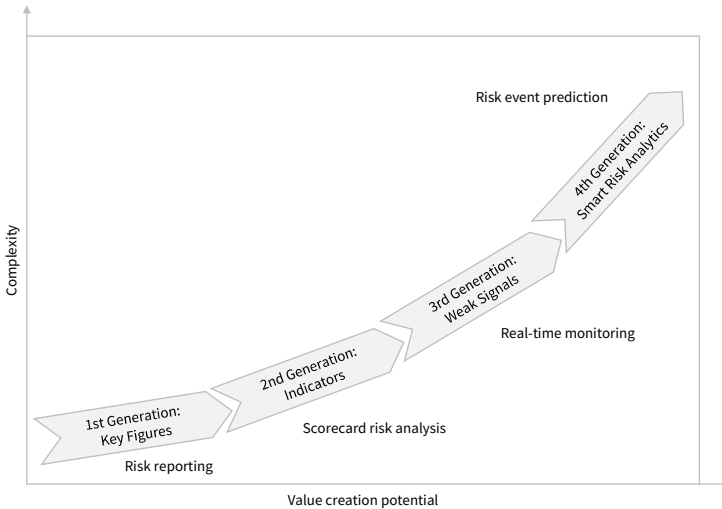 Risk event prediction
4th Generation:
Smart Risk Analytics
Complexity
3rd Generation:
Weak Signals
Real-time monitoring
2nd Generation:
Indicators
Scorecard risk analysis
1st Generation:
Key Figures
Risk reporting
Value creation potential